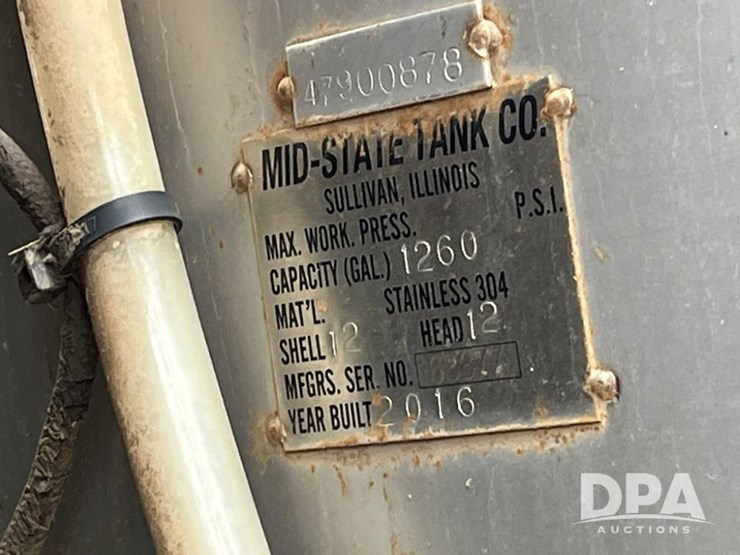 47900878
MID-STATE TANK CO.
SULLIVAN, ILLINOIS
MAX. WORK. PRESS. P.S.I.
CAPACITY (GAL.) 1260
MAT'L. STAINLESS 304
SHELL 12 HEAD 12
MFGRS. SER. NO.
YEAR BUILT 2016
DPA
AUCTIONS